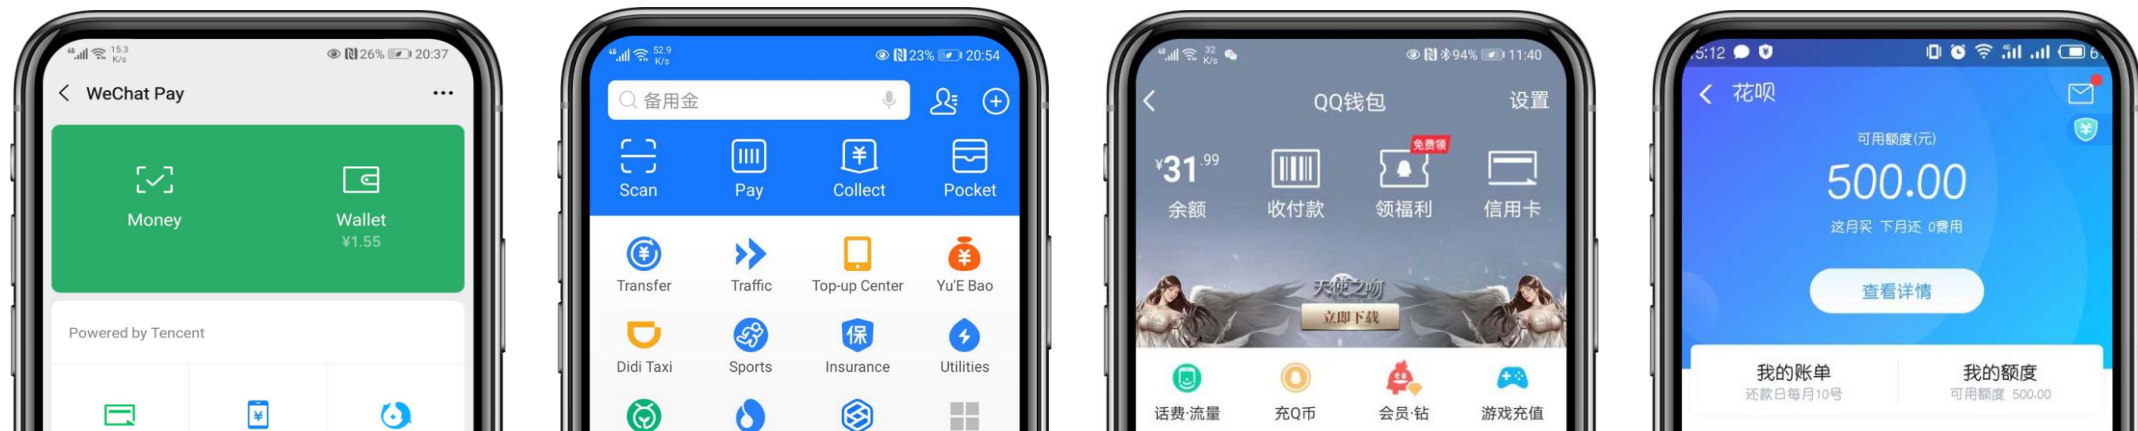 46 15.3 K/s 26% 20:37
WeChat Pay
Money
Wallet
¥1.55
Powered by Tencent
46 52.9 K/s 23% 20:54
备用金
Scan Pay Collect Pocket
Transfer Traffic Top-up Center Yu'E Bao
Didi Taxi Sports 保 Insurance Utilities
46 32 K/s 94% 11:40
QQ钱包 设置
¥31.99 免费领
余额 收付款 领福利 信用卡
天使之吻
立即下载
话费·流量 充Q币 会员·钻 游戏充值
5:12 46 6
花呗
可用额度(元)
500.00
这月买 下月还 0费用
查看详情
我的账单 我的额度
还款日每月10号 可用额度 500.00